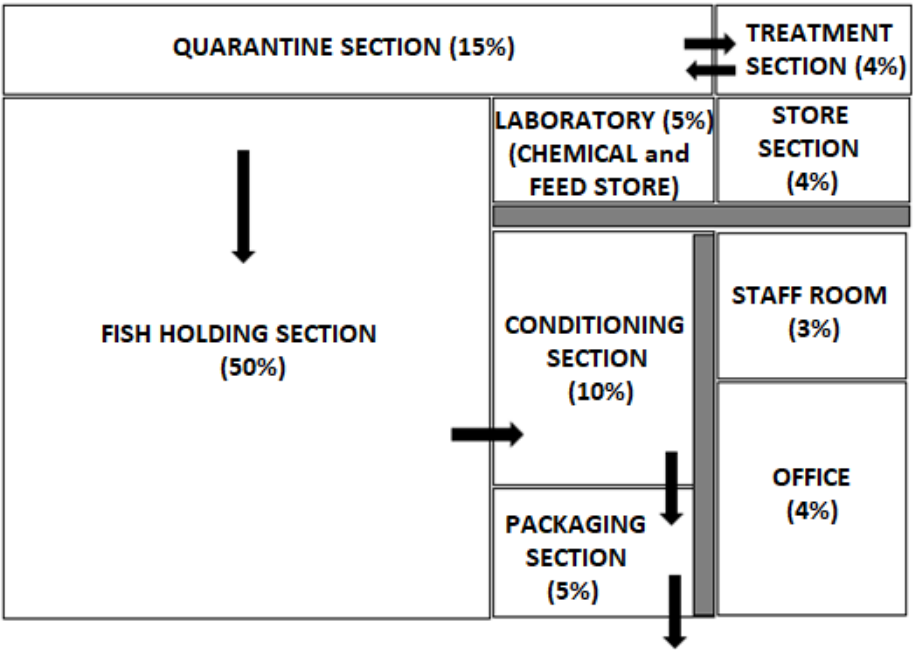 QUARANTINE SECTION (15%)
TREATMENT
SECTION (4%)
LABORATORY (5%)
(CHEMICAL and
FEED STORE)
STORE
SECTION
(4%)
FISH HOLDING SECTION
(50%)
CONDITIONING
SECTION
(10%)
STAFF ROOM
(3%)
OFFICE
(4%)
PACKAGING
SECTION
(5%)